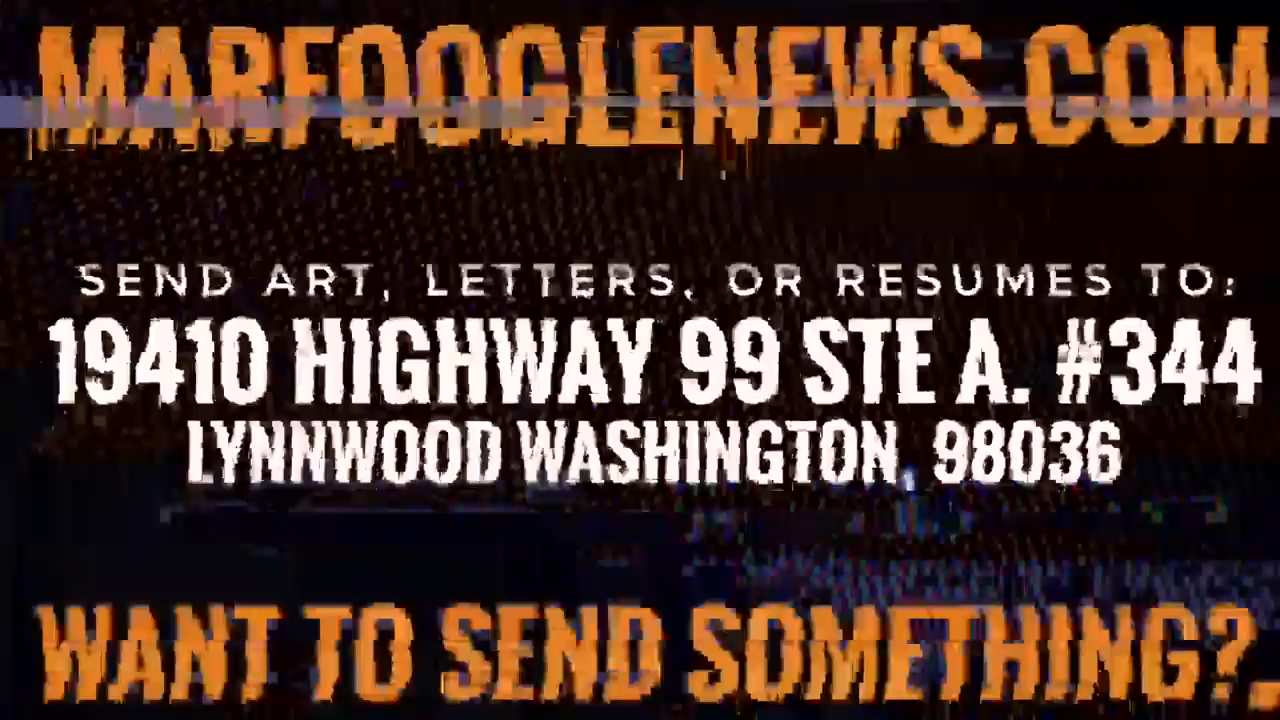 MARFOOGLENEWS.COM
SEND ART, LETTERS, OR RESUMES TO:
19410 HIGHWAY 99 STE A. #344
LYNNWOOD WASHINGTON, 98036
WANT TO SEND SOMETHING?